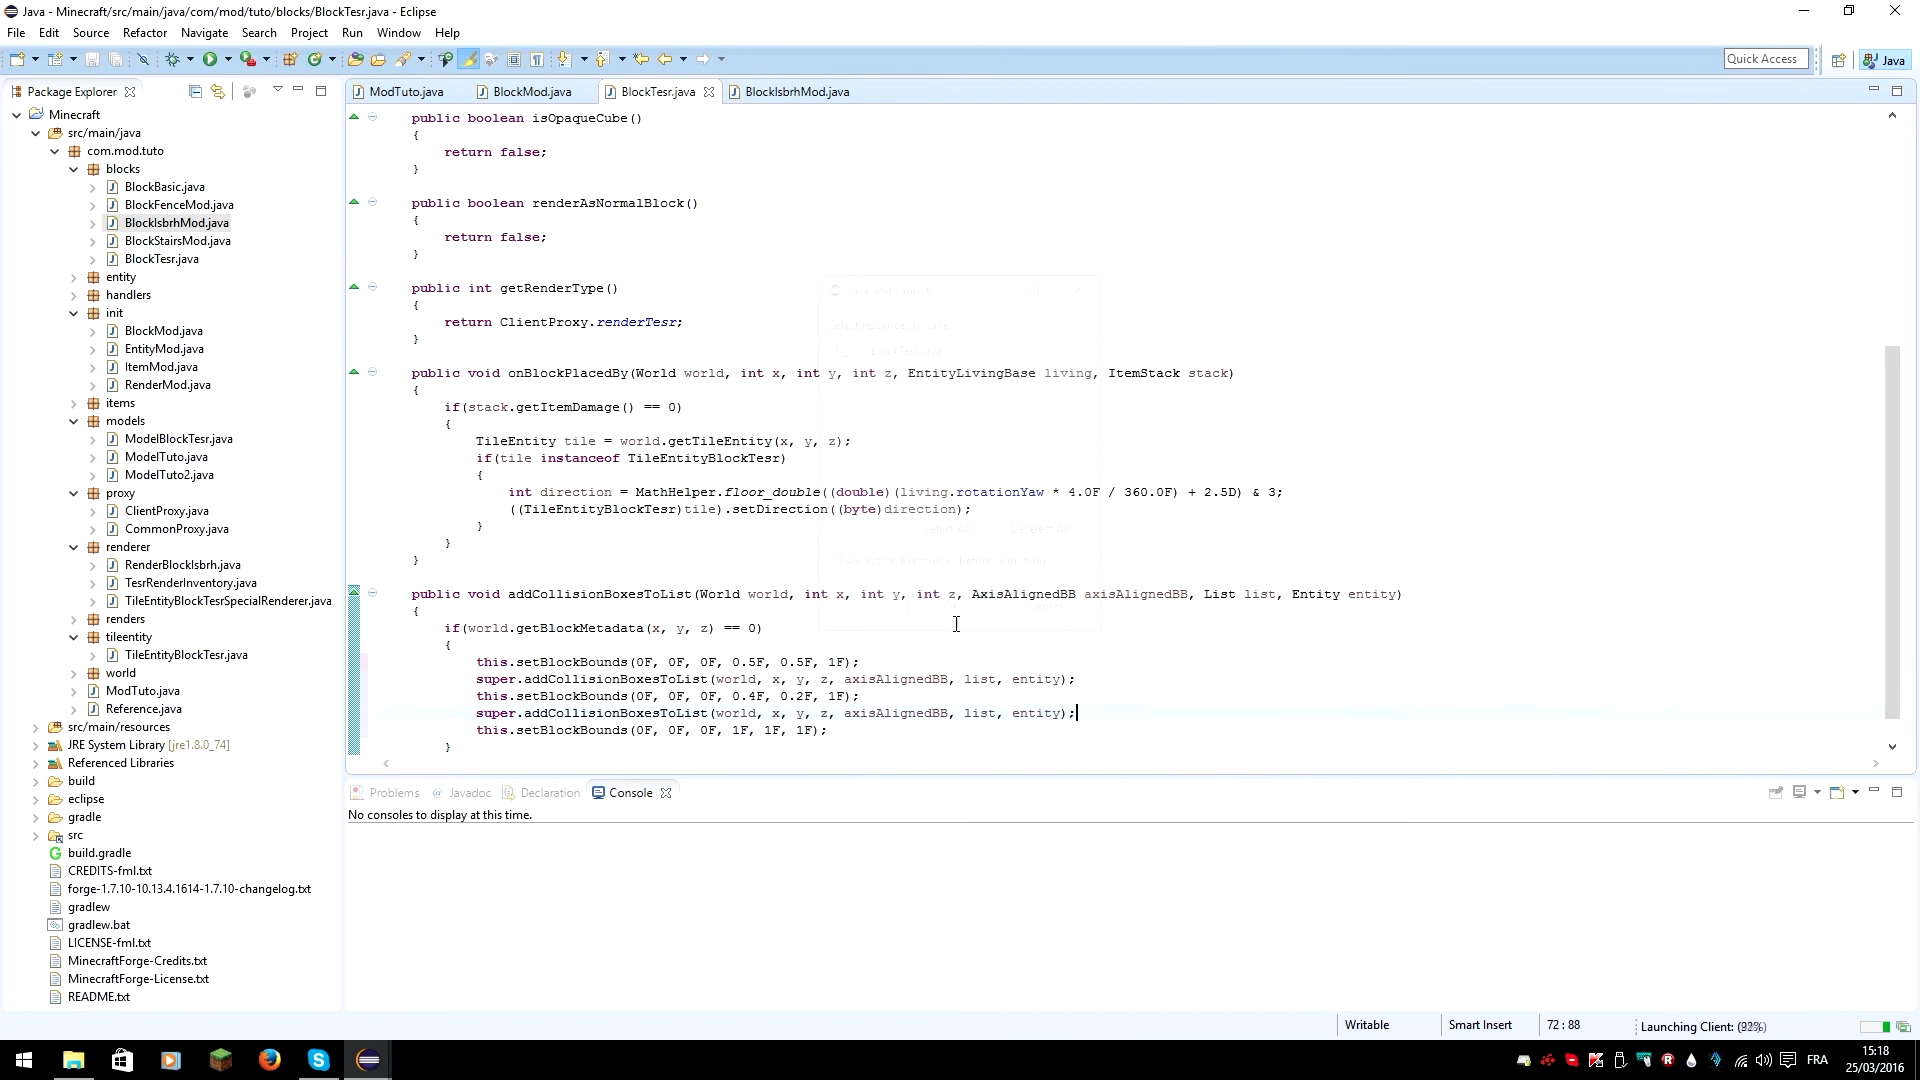 Java - Minecraft/src/main/java/com/mod/tuto/blocks/BlockTesr.java - Eclipse
File Edit Source Refactor Navigate Search Project Run Window Help
Quick Access
Java
Package Explorer
ModTuto.java BlockMod.java BlockTesr.java BlockIsbrhMod.java
Minecraft
src/main/java
com.mod.tuto
blocks
BlockBasic.java
BlockFenceMod.java
BlockIsbrhMod.java
BlockStairsMod.java
BlockTesr.java
entity
handlers
init
BlockMod.java
EntityMod.java
ItemMod.java
RenderMod.java
items
models
ModelBlockTesr.java
ModelTuto.java
ModelTuto2.java
proxy
ClientProxy.java
CommonProxy.java
renderer
RenderBlockIsbrh.java
TesrRenderInventory.java
TileEntityBlockTesrSpecialRenderer.java
renders
tileentity
TileEntityBlockTesr.java
world
ModTuto.java
Reference.java
src/main/resources
JRE System Library [jre1.8.0_74]
Referenced Libraries
build
eclipse
gradle
src
build.gradle
CREDITS-fml.txt
forge-1.7.10-10.13.4.1614-1.7.10-changelog.txt
gradlew
gradlew.bat
LICENSE-fml.txt
MinecraftForge-Credits.txt
MinecraftForge-License.txt
README.txt
public boolean isOpaqueCube()
{
return false;
}
public boolean renderAsNormalBlock()
{
return false;
}
public int getRenderType()
{
return ClientProxy.renderTesr;
}
public void onBlockPlacedBy(World world, int x, int y, int z, EntityLivingBase living, ItemStack stack)
{
if(stack.getItemDamage() == 0)
{
TileEntity tile = world.getTileEntity(x, y, z);
if(tile instanceof TileEntityBlockTesr)
{
int direction = MathHelper.floor_double((double)(living.rotationYaw * 4.0F / 360.0F) + 2.5D) & 3;
((TileEntityBlockTesr)tile).setDirection((byte)direction);
}
}
}
public void addCollisionBoxesToList(World world, int x, int y, int z, AxisAlignedBB axisAlignedBB, List list, Entity entity)
{
if(world.getBlockMetadata(x, y, z) == 0)
{
this.setBlockBounds(0F, 0F, 0F, 0.5F, 0.5F, 1F);
super.addCollisionBoxesToList(world, x, y, z, axisAlignedBB, list, entity);
this.setBlockBounds(0F, 0F, 0F, 0.4F, 0.2F, 1F);
super.addCollisionBoxesToList(world, x, y, z, axisAlignedBB, list, entity);
this.setBlockBounds(0F, 0F, 0F, 1F, 1F, 1F);
}
Select All Deselect All
Problems Javadoc Declaration Console
No consoles to display at this time.
Writable Smart Insert 72 : 88 Launching Client:
FRA
15:18
25/03/2016